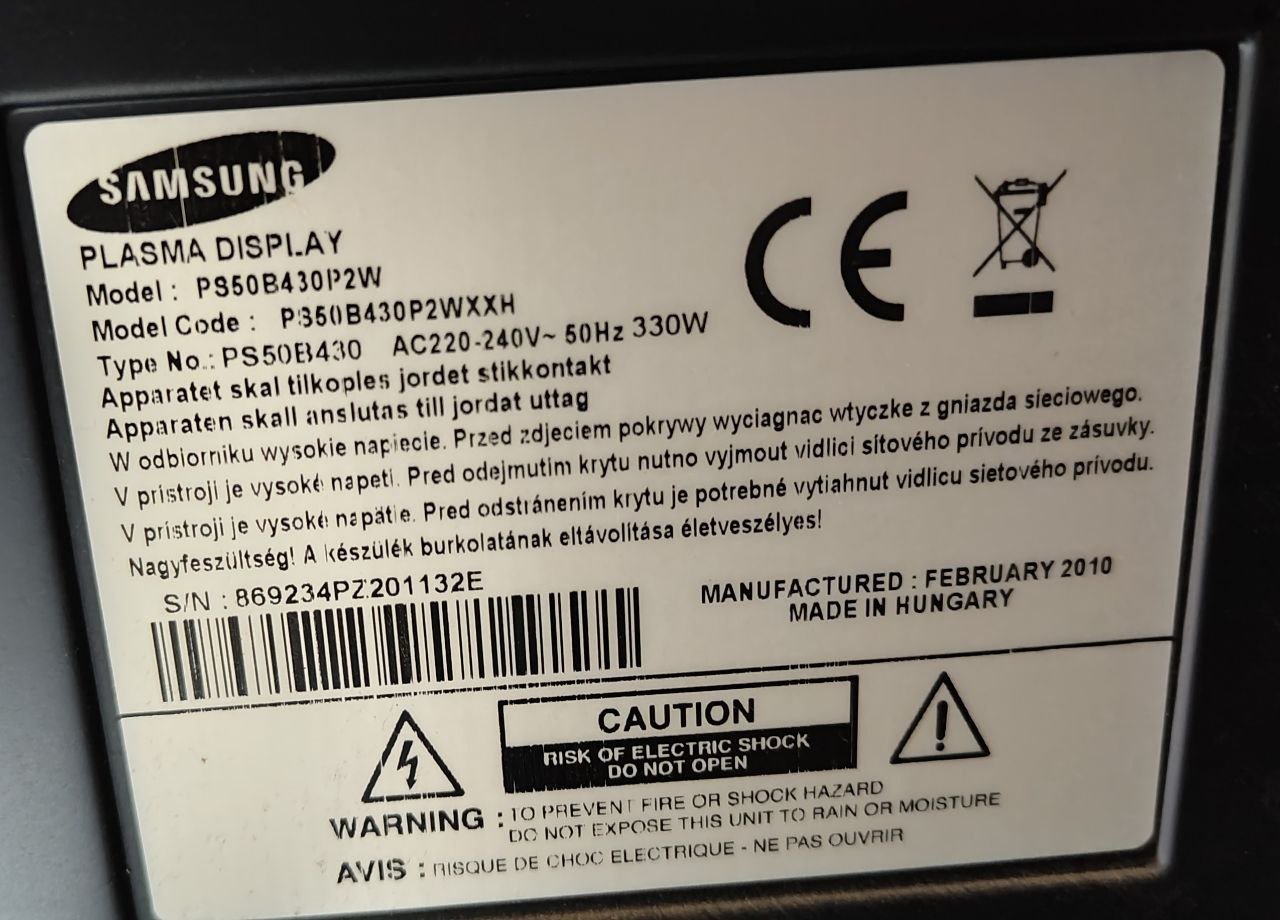 SAMSUNG
PLASMA DISPLAY
Model : PS50B430P2W
Model Code : PS50B430P2WXXH
Type No.: PS50B430 AC220-240V~ 50Hz 330W
Apparatet skal tilkoples jordet stikkontakt
Apparaten skall anslutas till jordat uttag
W odbiorniku wysokie napiecie. Przed zdjeciem pokrywy wyciagnac wtyczke z gniazda sieciowego.
V prístroji je vysoké napeti. Pred odejmutim krytu nutno vyjmout vidlici sítového prívodu ze zásuvky.
V prístroji je vysoké napätie. Pred odstránením krytu je potrebné vytiahnut vidlicu sietového prívodu.
Nagyfeszültség! A készülék burkolatának eltávolítása életveszélyes!
S/N : 869234PZ201132E
MANUFACTURED : FEBRUARY 2010
MADE IN HUNGARY
CE
CAUTION
RISK OF ELECTRIC SHOCK
DO NOT OPEN
WARNING : TO PREVENT FIRE OR SHOCK HAZARD
DO NOT EXPOSE THIS UNIT TO RAIN OR MOISTURE
AVIS : RISQUE DE CHOC ELECTRIQUE - NE PAS OUVRIR